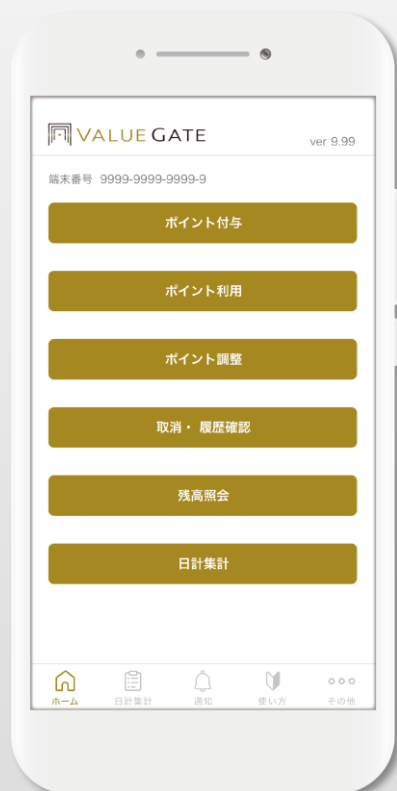 VALUE GATE
ver 9.99
端末番号 9999-9999-9999-9
ポイント付与
ポイント利用
ポイント調整
取消・ 履歴確認
残高照会
日計集計
ホーム 日計集計 通知 使い方 その他